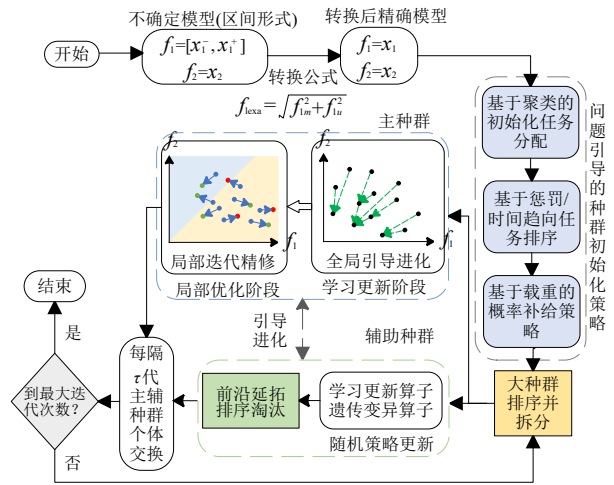 不确定模型(区间形式)
转换后精确模型
开始
f₁=[x₁⁻, x₁⁺]
f₂=x₂
f₁=x₁
f₂=x₂
转换公式
f₁ₑₓₐ=√(f²₁ₘ+f²₁ᵤ)
主种群
f₂
f₁
局部迭代精修
局部优化阶段
f₂
f₁
全局引导进化
学习更新阶段
基于聚类的
初始化任务
分配
基于惩罚/
时间趋向任
务排序
基于载重的
概率补给策
略
问题引导的种群初始化策略
大种群
排序并
拆分
引导
进化
辅助种群
学习更新算子
遗传变异算子
随机策略更新
前沿延拓
排序淘汰
每隔
τ代
主辅
种群
个体
交换
到最大迭
代次数?
是
否
结束